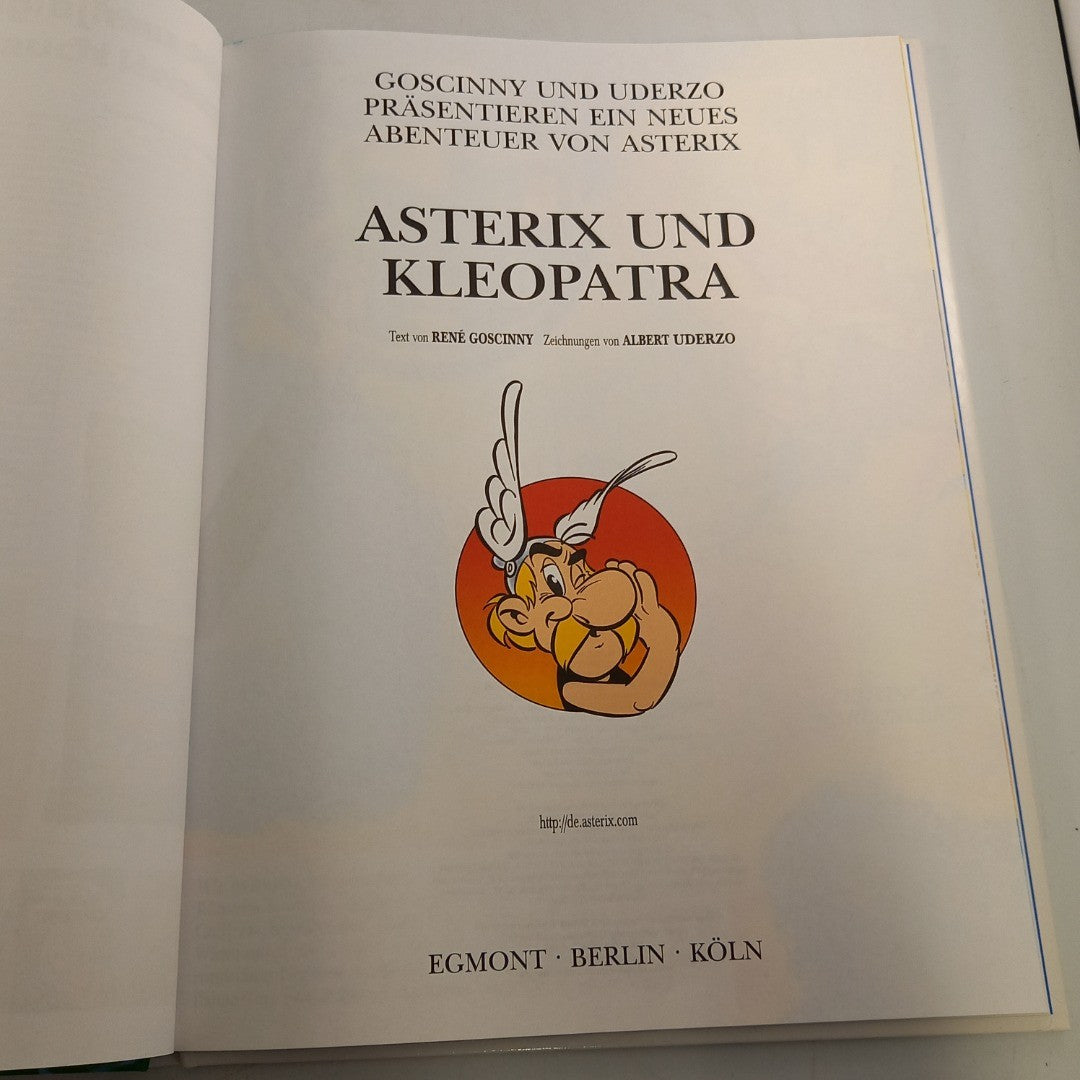 GOSCINNY UND UDERZO
PRÄSENTIEREN EIN NEUES
ABENTEUER VON ASTERIX
ASTERIX UND
KLEOPATRA
Text von RENÉ GOSCINNY Zeichnungen von ALBERT UDERZO
http://de.asterix.com
EGMONT · BERLIN · KÖLN